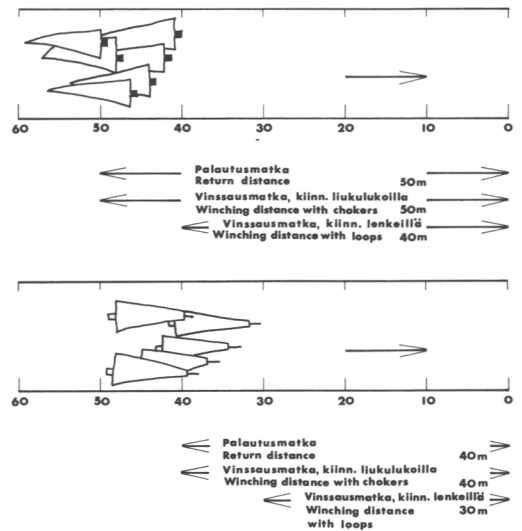 60 50 40 30 20 10 0
Palautusmatka
Return distance 50m
Vinssausmatka, kiinn. liukulukoilla
Winching distance with chokers 50m
Vinssausmatka, kiinn. lenkeillä
Winching distance with loops 40m
60 50 40 30 20 10 0
Palautusmatka
Return distance 40m
Vinssausmatka, kiinn. liukulukoilla
Winching distance with chokers 40m
Vinssausmatka, kiinn. lenkeillä
Winching distance 30m
with loops